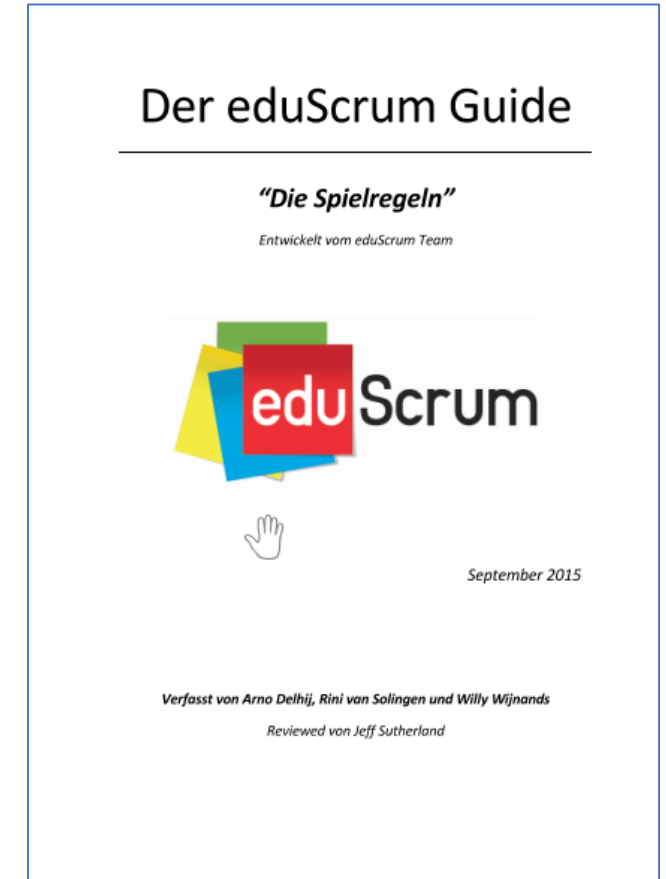 Der eduScrum Guide
“Die Spielregeln”
Entwickelt vom eduScrum Team
eduScrum
September 2015
Verfasst von Arno Delhij, Rini van Solingen und Willy Wijnands
Reviewed von Jeff Sutherland